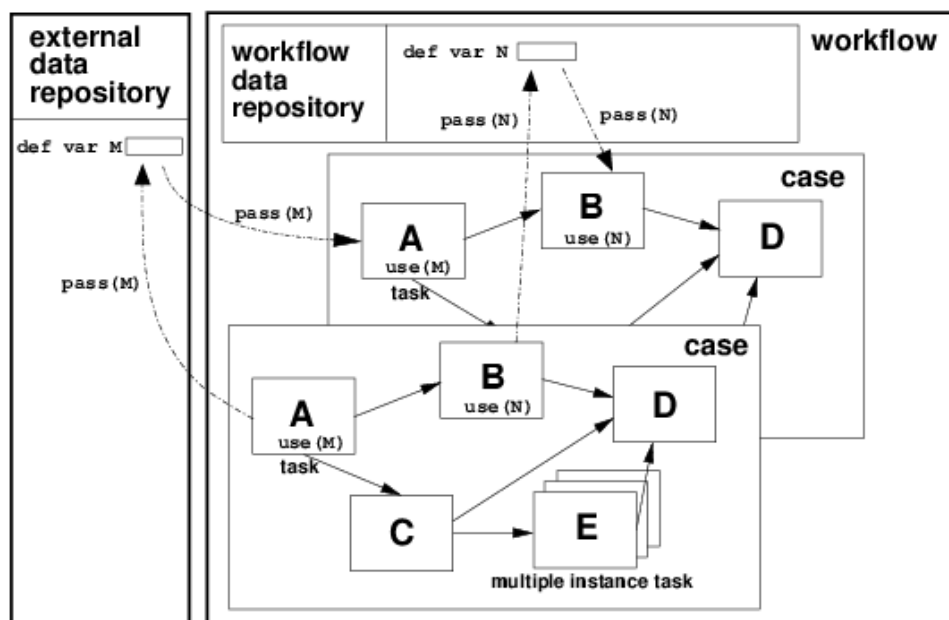 external
data
repository
def var M
pass(M)
pass(M)
workflow
data
repository
def var N
workflow
pass(N)
pass(N)
case
A
use(M)
task
B
use(N)
D
case
A
use(M)
task
B
use(N)
D
C
E
multiple instance task